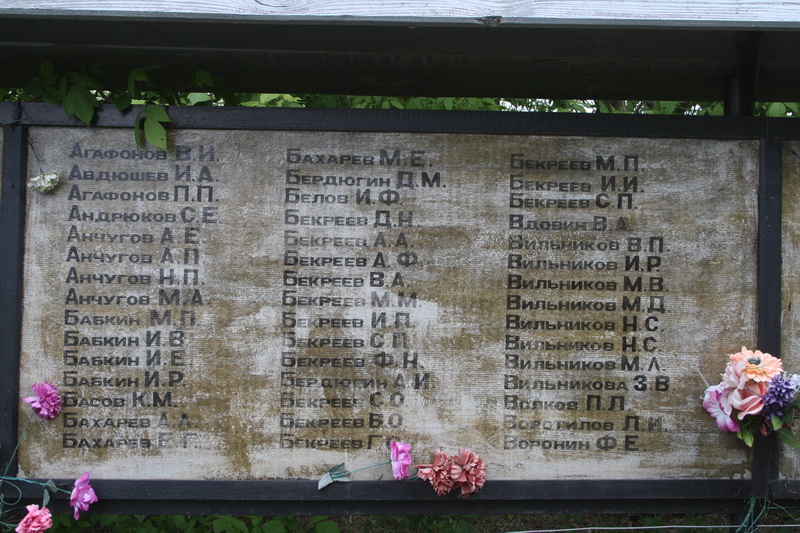 Агафонов В.И.
Авдюшев И.А.
Агафонов П.П.
Андрюков С.Е.
Анчугов А.Е.
Анчугов А.П
Анчугов Н.П
Анчугов М.А.
Бабкин М.П
Бабкин И.В
Бабкин И.Е
Бабкин И.Р.
Басов К.М.
Бахарев А.А.
Бахарев Е.Г.
Бахарев М.Е.
Бердюгин Д.М.
Белов И.Ф.
Бекреев Д.Н.
Бекреев А.А.
Бекреев А.Ф.
Бекреев В.А.
Бекреев М.М.
Бекреев И.П.
Бекреев С.П
Бекреев Ф.Н.
Бердюгин А.И.
Бекреев С.О
Бекреев В.О
Бекреев Г.О
Бекреев М.П.
Бекреев И.И.
Бекреев С.П
Вдовин В.А
Вильников В.П.
Вильников И.Р.
Вильников М.В.
Вильников М.Д
Вильников Н.С.
Вильников Н.С.
Вильников М.Л.
Вильникова З.В
Волков П.П
Воротилов П.И.
Воронин Ф.Е